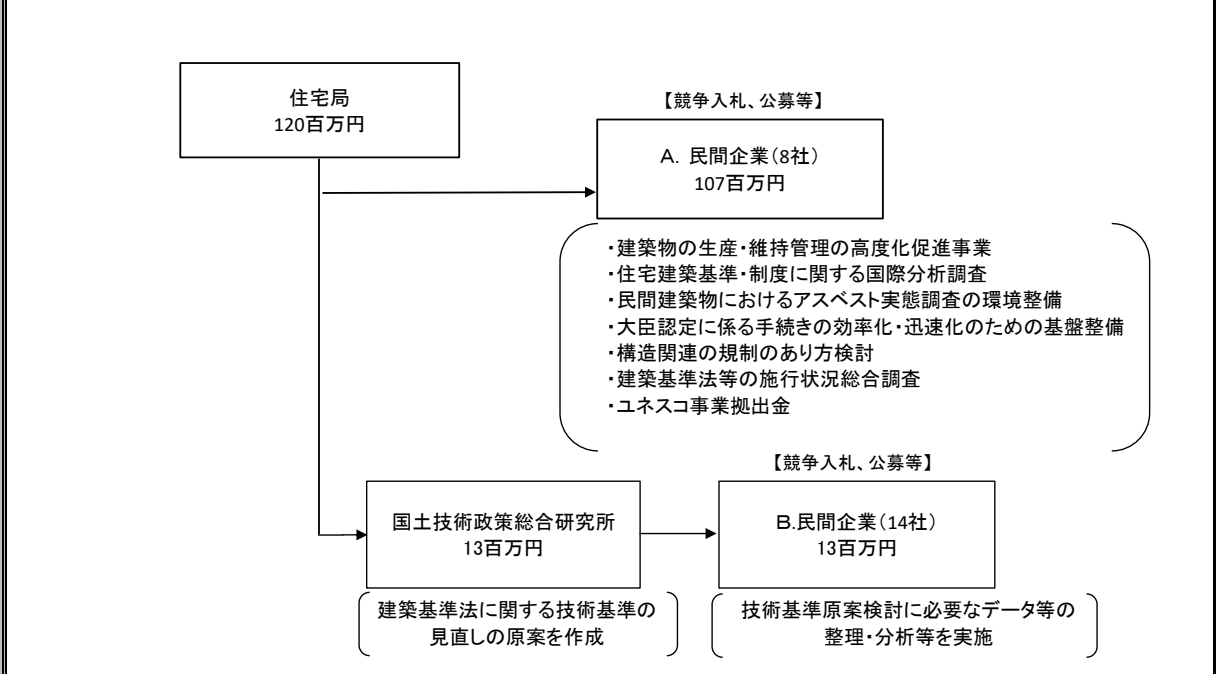 住宅局
120百万円
【競争入札、公募等】
A. 民間企業(8社)
107百万円
・建築物の生産・維持管理の高度化促進事業
・住宅建築基準・制度に関する国際分析調査
・民間建築物におけるアスベスト実態調査の環境整備
・大臣認定に係る手続きの効率化・迅速化のための基盤整備
・構造関連の規制のあり方検討
・建築基準法等の施行状況総合調査
・ユネスコ事業拠出金
【競争入札、公募等】
国土技術政策総合研究所
13百万円
B.民間企業(14社)
13百万円
建築基準法に関する技術基準の
見直しの原案を作成
技術基準原案検討に必要なデータ等の
整理・分析等を実施